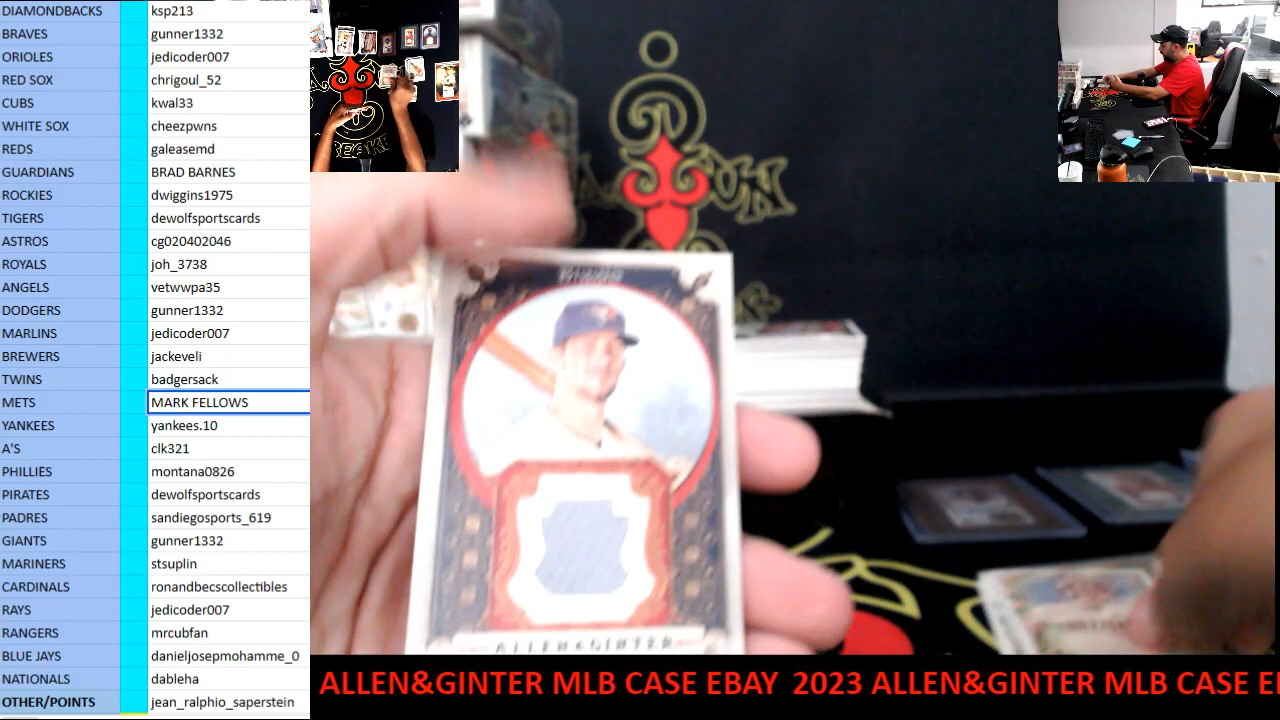 DIAMONDBACKS ksp213
BRAVES gunner1332
ORIOLES jedicoder007
RED SOX chrigoul_52
CUBS kwal33
WHITE SOX cheezpwns
REDS galeasemd
GUARDIANS BRAD BARNES
ROCKIES dwiggins1975
TIGERS dewolfsportscards
ASTROS cg020402046
ROYALS joh_3738
ANGELS vetwwpa35
DODGERS gunner1332
MARLINS jedicoder007
BREWERS jackeveli
TWINS badgersack
METS MARK FELLOWS
YANKEES yankees.10
A'S clk321
PHILLIES montana0826
PIRATES dewolfsportscards
PADRES sandiegosports_619
GIANTS gunner1332
MARINERS stsuplin
CARDINALS ronandbecscollectibles
RAYS jedicoder007
RANGERS mrcubfan
BLUE JAYS danieljosepmohamme_0
NATIONALS dableha
OTHER/POINTS jean_ralphio_saperstein
ALLEN & GINTER
ALLEN&GINTER MLB CASE EBAY 2023 ALLEN&GINTER MLB CASE